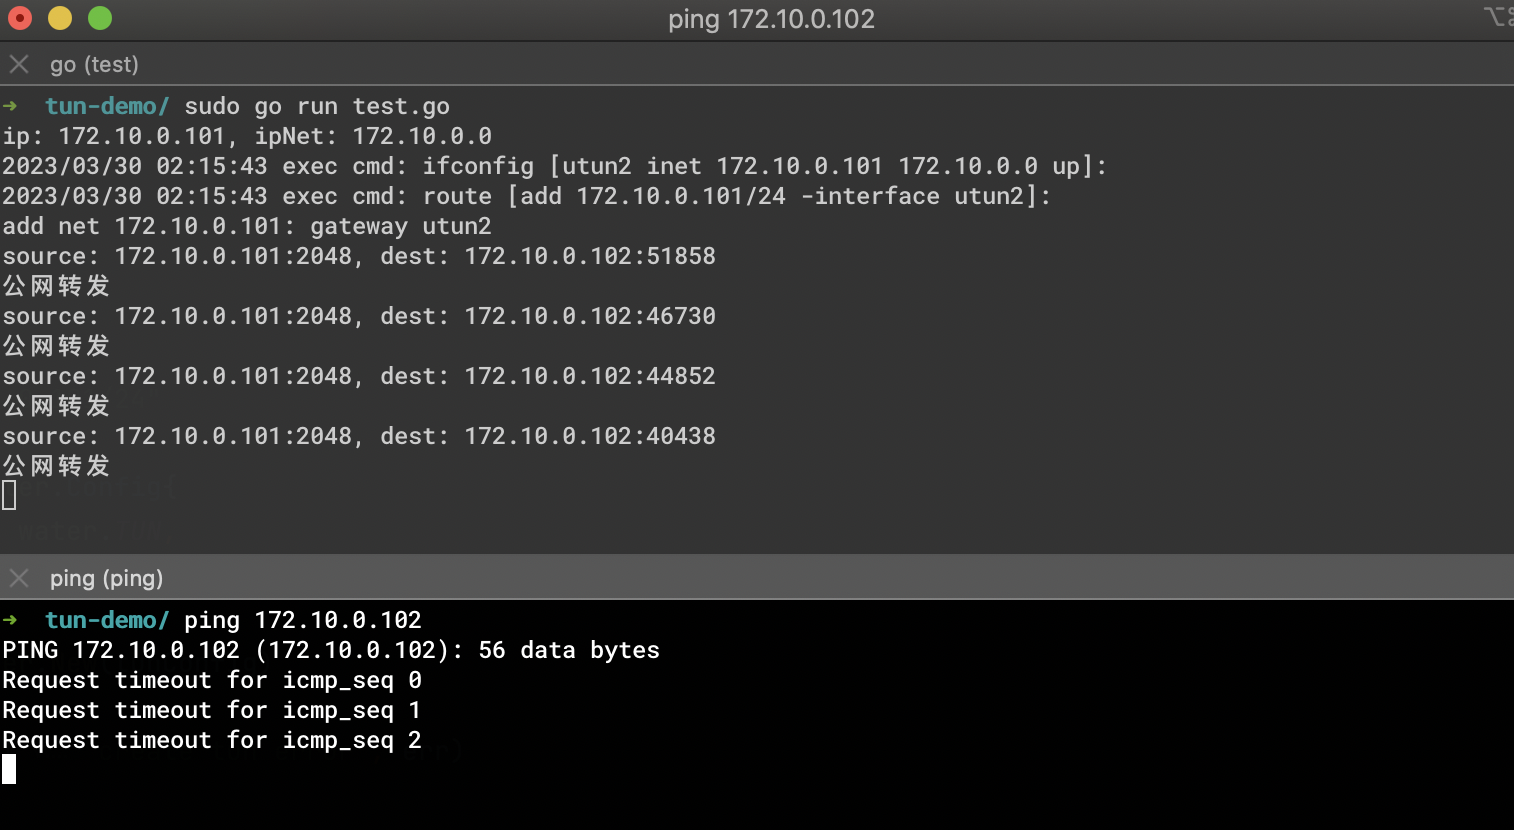 ping 172.10.0.102
go (test)
→ tun-demo/ sudo go run test.go
ip: 172.10.0.101, ipNet: 172.10.0.0
2023/03/30 02:15:43 exec cmd: ifconfig [utun2 inet 172.10.0.101 172.10.0.0 up]:
2023/03/30 02:15:43 exec cmd: route [add 172.10.0.101/24 -interface utun2]:
add net 172.10.0.101: gateway utun2
source: 172.10.0.101:2048, dest: 172.10.0.102:51858
公网转发
source: 172.10.0.101:2048, dest: 172.10.0.102:46730
公网转发
source: 172.10.0.101:2048, dest: 172.10.0.102:44852
公网转发
source: 172.10.0.101:2048, dest: 172.10.0.102:40438
公网转发
ping (ping)
→ tun-demo/ ping 172.10.0.102
PING 172.10.0.102 (172.10.0.102): 56 data bytes
Request timeout for icmp_seq 0
Request timeout for icmp_seq 1
Request timeout for icmp_seq 2